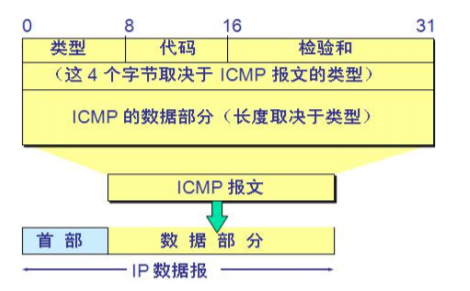 0 8 16 31
类型 代码 检验和
（这 4 个字节取决于 ICMP 报文的类型）
ICMP 的数据部分（长度取决于类型）
ICMP 报文
首 部 数 据 部 分
IP 数据报